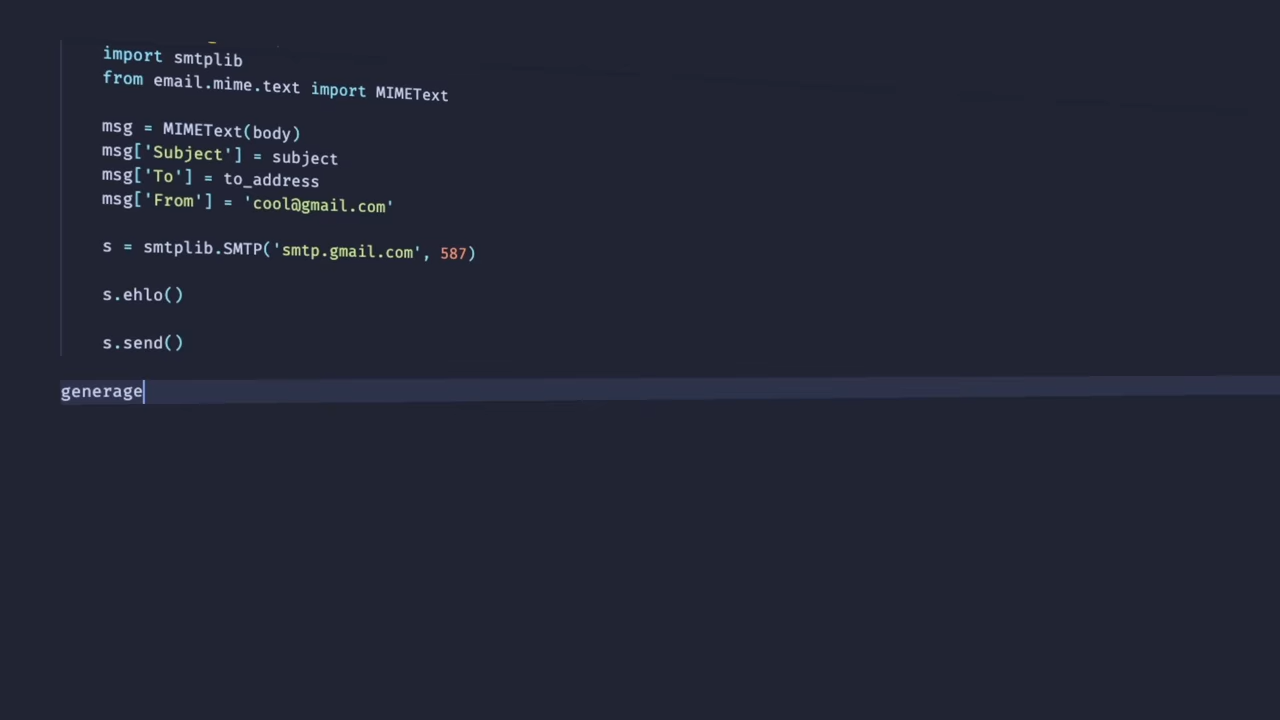 import smtplib
from email.mime.text import MIMEText
msg = MIMEText(body)
msg['Subject'] = subject
msg['To'] = to_address
msg['From'] = 'cool@gmail.com'
s = smtplib.SMTP('smtp.gmail.com', 587)
s.ehlo()
s.send()
generage